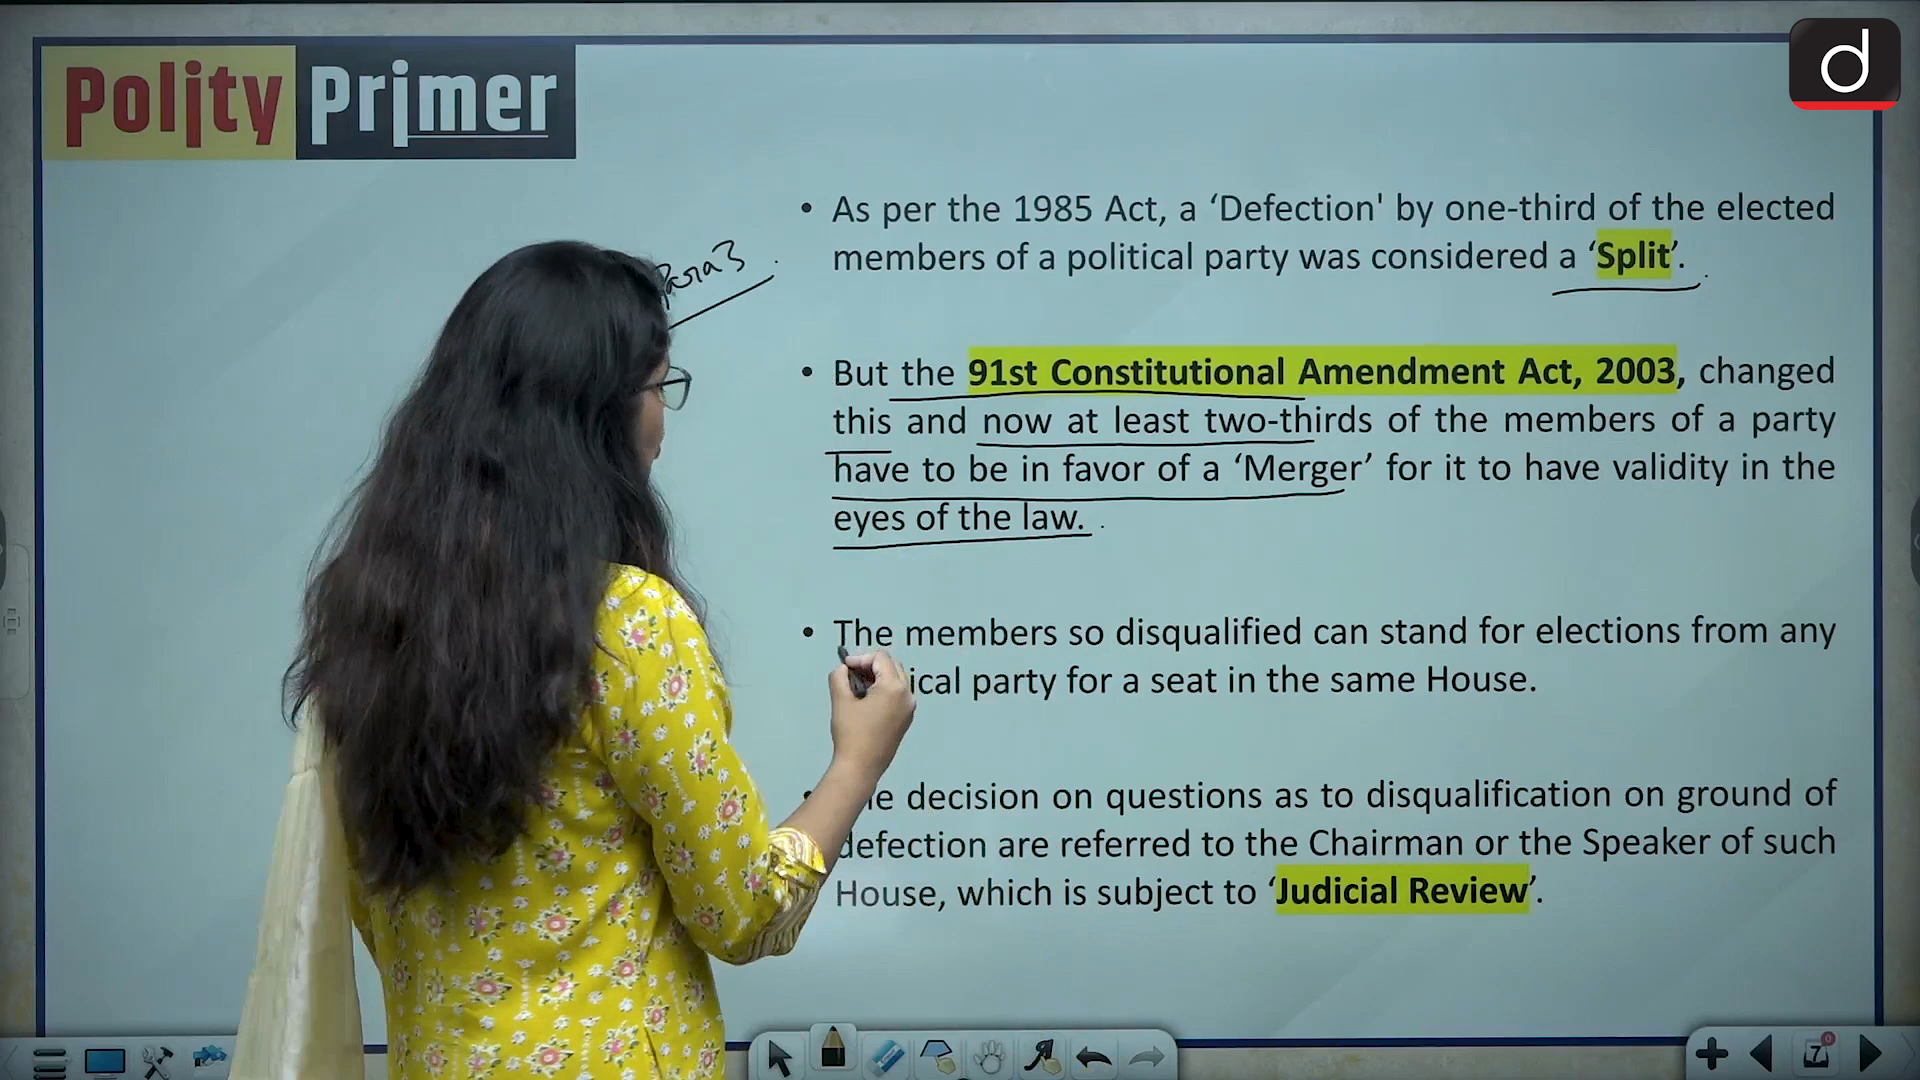 Polity Primer
d
• As per the 1985 Act, a ‘Defection' by one-third of the elected
members of a political party was considered a ‘Split’.
Para 3
• But the 91st Constitutional Amendment Act, 2003, changed
this and now at least two-thirds of the members of a party
have to be in favor of a ‘Merger’ for it to have validity in the
eyes of the law.
• The members so disqualified can stand for elections from any
ical party for a seat in the same House.
• e decision on questions as to disqualification on ground of
defection are referred to the Chairman or the Speaker of such
House, which is subject to ‘Judicial Review’.
7